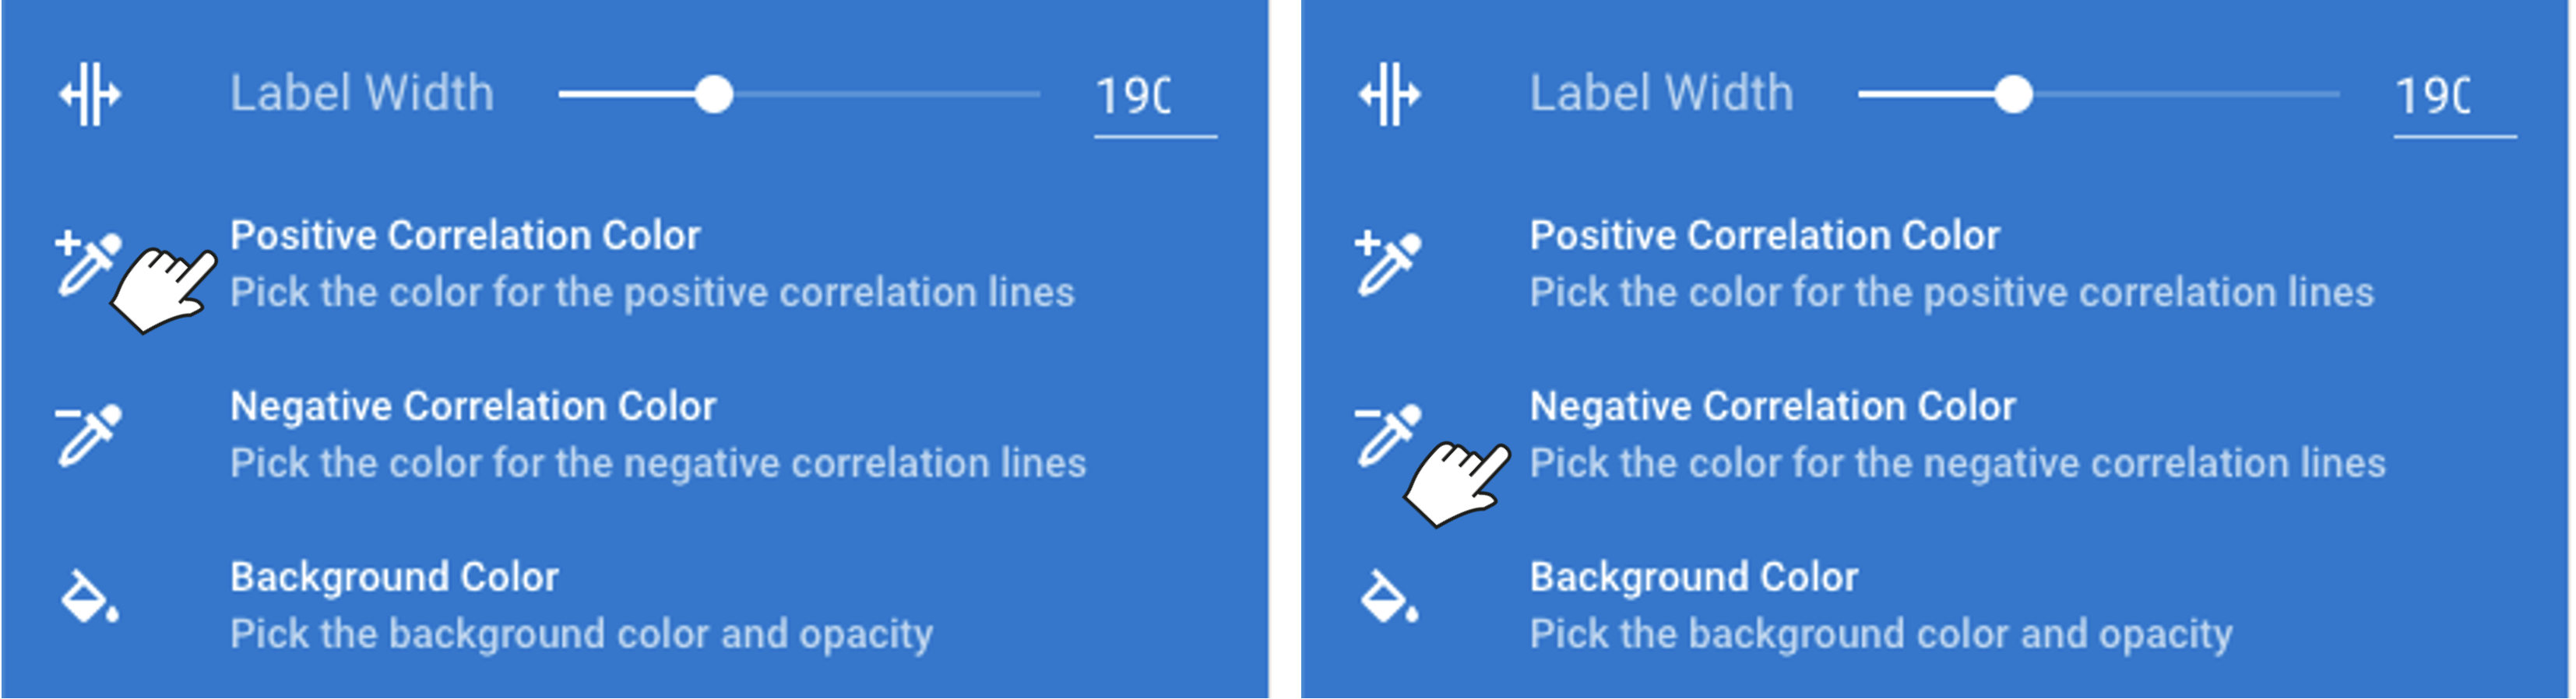 Label Width 190
Positive Correlation Color
Pick the color for the positive correlation lines
Negative Correlation Color
Pick the color for the negative correlation lines
Background Color
Pick the background color and opacity
Label Width 190
Positive Correlation Color
Pick the color for the positive correlation lines
Negative Correlation Color
Pick the color for the negative correlation lines
Background Color
Pick the background color and opacity